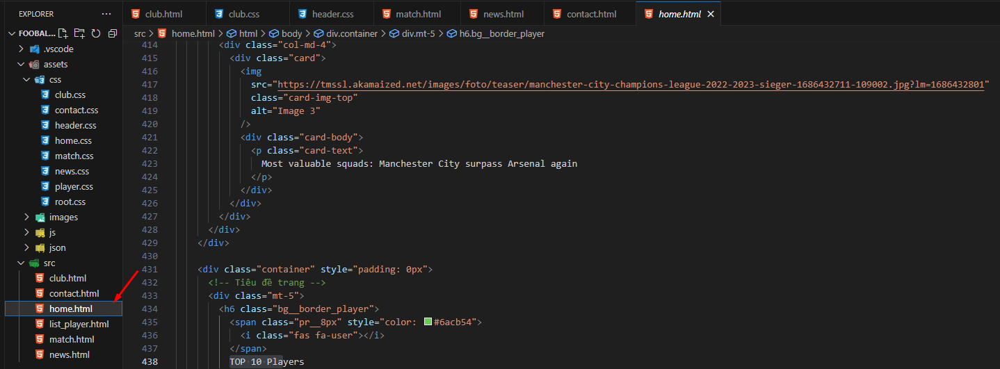 EXPLORER ...
club.html club.css header.css match.html news.html contact.html home.html
FOOBAL...
src > home.html > html > body > div.container > div.mt-5 > h6.bg__border_player
.vscode
assets
css
club.css
contact.css
header.css
home.css
match.css
news.css
player.css
root.css
images
js
json
src
club.html
contact.html
home.html
list_player.html
match.html
news.html
414 <div class="col-md-4">
415 <div class="card">
416 <img
417 src="https://tmssl.akamaized.net/images/foto/teaser/manchester-city-champions-league-2022-2023-sieger-1686432711-109002.jpg?lm=1686432801"
418 class="card-img-top"
419 alt="Image 3"
420 />
421 <div class="card-body">
422 <p class="card-text">
423 Most valuable squads: Manchester City surpass Arsenal again
424 </p>
425 </div>
426 </div>
427 </div>
428 </div>
429 </div>
430
431 <div class="container" style="padding: 0px">
432 <!-- Tiêu đề trang -->
433 <div class="mt-5">
434 <h6 class="bg__border_player">
435 <span class="pr__8px" style="color: #6acb54">
436 <i class="fas fa-user"></i>
437 </span>
438 TOP 10 Players